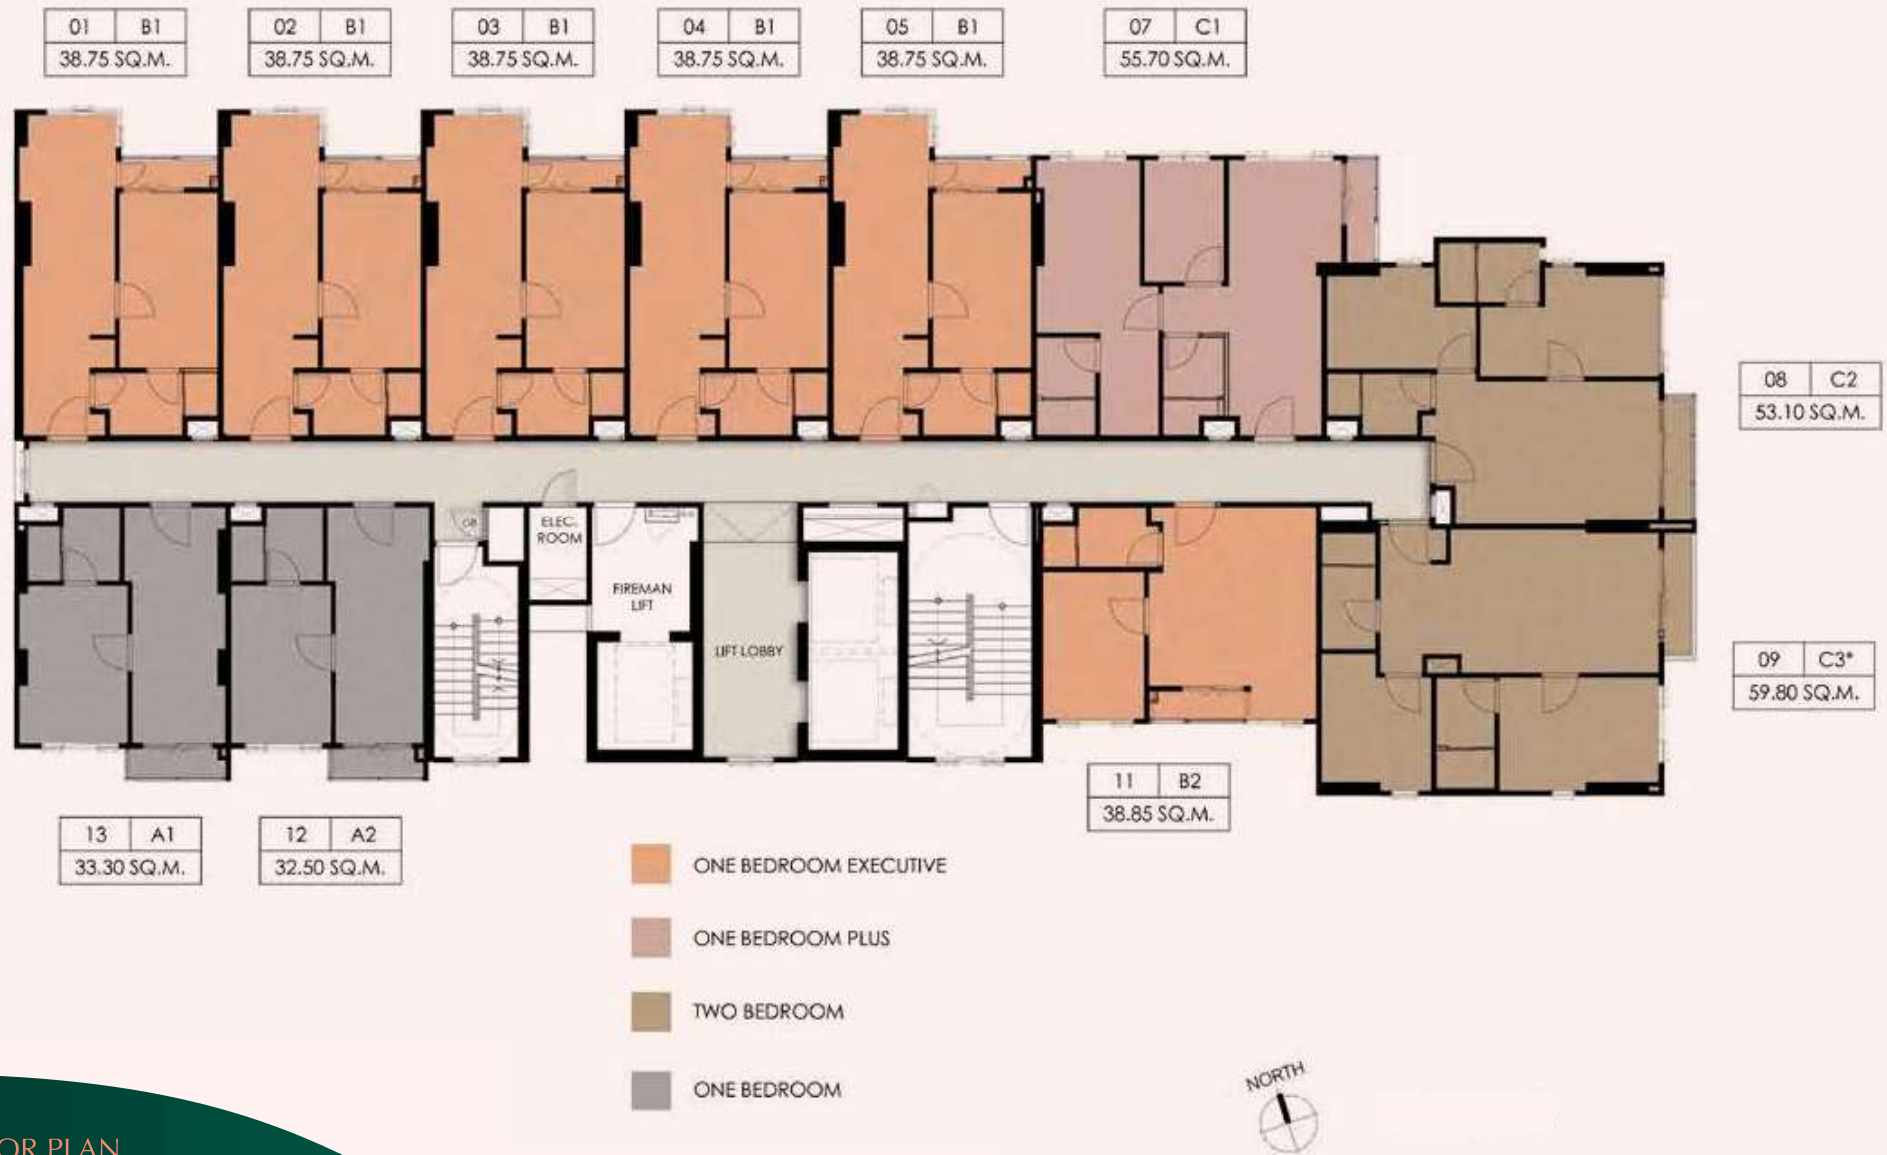 01 B1
38.75 SQ.M.
02 B1
38.75 SQ.M.
03 B1
38.75 SQ.M.
04 B1
38.75 SQ.M.
05 B1
38.75 SQ.M.
07 C1
55.70 SQ.M.
08 C2
53.10 SQ.M.
09 C3*
59.80 SQ.M.
GB
ELEC.
ROOM
FIREMAN
LIFT
LIFT LOBBY
11 B2
38.85 SQ.M.
13 A1
33.30 SQ.M.
12 A2
32.50 SQ.M.
ONE BEDROOM EXECUTIVE
ONE BEDROOM PLUS
TWO BEDROOM
ONE BEDROOM
NORTH
OR PLAN